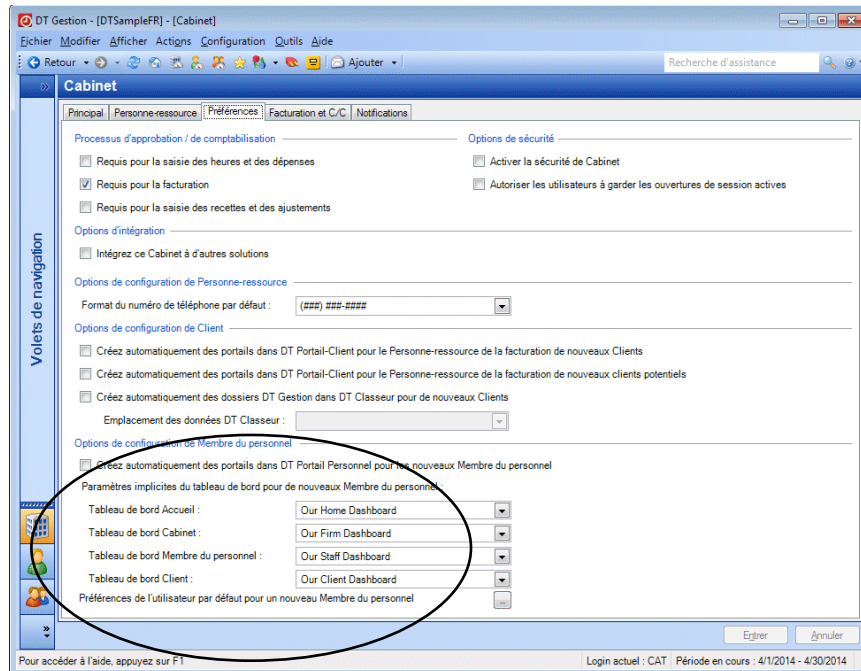 DT Gestion - [DTSampleFR] - [Cabinet]
Fichier Modifier Afficher Actions Configuration Outils Aide
Retour Ajouter Recherche d'assistance
» Cabinet
Principal Personne-ressource Préférences Facturation et C/C Notifications
Processus d'approbation / de comptabilisation Options de sécurité
Requis pour la saisie des heures et des dépenses Activer la sécurité de Cabinet
Requis pour la facturation Autoriser les utilisateurs à garder les ouvertures de session actives
Requis pour la saisie des recettes et des ajustements
Options d'intégration
Intégrez ce Cabinet à d'autres solutions
Options de configuration de Personne-ressource
Format du numéro de téléphone par défaut : (###) ###-####
Options de configuration de Client
Créez automatiquement des portails dans DT Portail-Client pour le Personne-ressource de la facturation de nouveaux Clients
Créez automatiquement des portails dans DT Portail-Client pour le Personne-ressource de la facturation de nouveaux clients potentiels
Créez automatiquement des dossiers DT Gestion dans DT Classeur pour de nouveaux Clients
Emplacement des données DT Classeur :
Options de configuration de Membre du personnel
Créez automatiquement des portails dans DT Portail Personnel pour les nouveaux Membre du personnel
Paramètres implicites du tableau de bord pour de nouveaux Membre du personnel :
Tableau de bord Accueil : Our Home Dashboard
Tableau de bord Cabinet : Our Firm Dashboard
Tableau de bord Membre du personnel : Our Staff Dashboard
Tableau de bord Client : Our Client Dashboard
Préférences de l'utilisateur par défaut pour un nouveau Membre du personnel ...
Volets de navigation
»
Entrer Annuler
Pour accéder à l'aide, appuyez sur F1 Login actuel : CAT Période en cours : 4/1/2014 - 4/30/2014